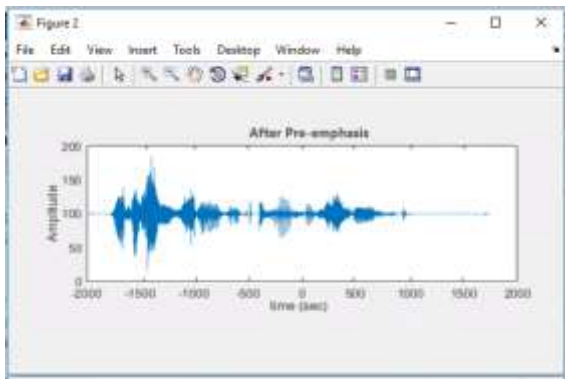 Figure 2
File Edit View Insert Tools Desktop Window Help
After Pre-emphasis
200
150
100
50
0
Amplitude
-2000 -1500 -1000 -500 0 500 1000 1500 2000
time (sec)